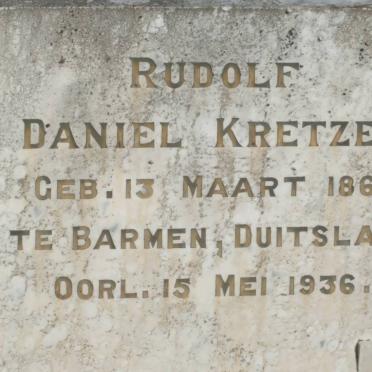 RUDOLF
DANIEL KRETZE
GEB. 13 MAART 186
TE BARMEN, DUITSLA
OORL. 15 MEI 1936.